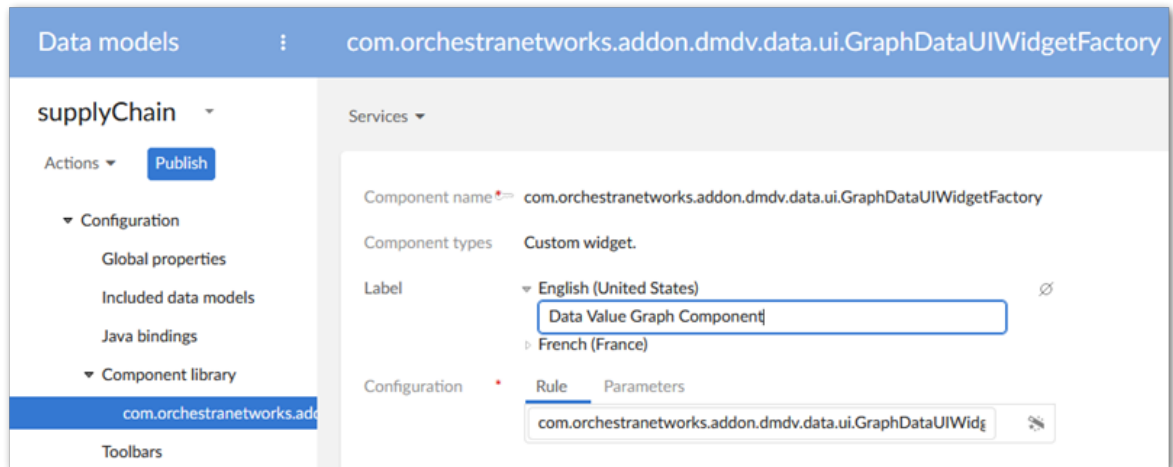 Data models
com.orchestranetworks.addon.dmdv.data.ui.GraphDataUIWidgetFactory
supplyChain
Services
Actions
Publish
Component name* com.orchestranetworks.addon.dmdv.data.ui.GraphDataUIWidgetFactory
Configuration
Component types Custom widget.
Global properties
Label English (United States)
Included data models
Data Value Graph Component
Java bindings
French (France)
Component library
Configuration * Rule Parameters
com.orchestranetworks.add
com.orchestranetworks.addon.dmdv.data.ui.GraphDataUIWidg
Toolbars